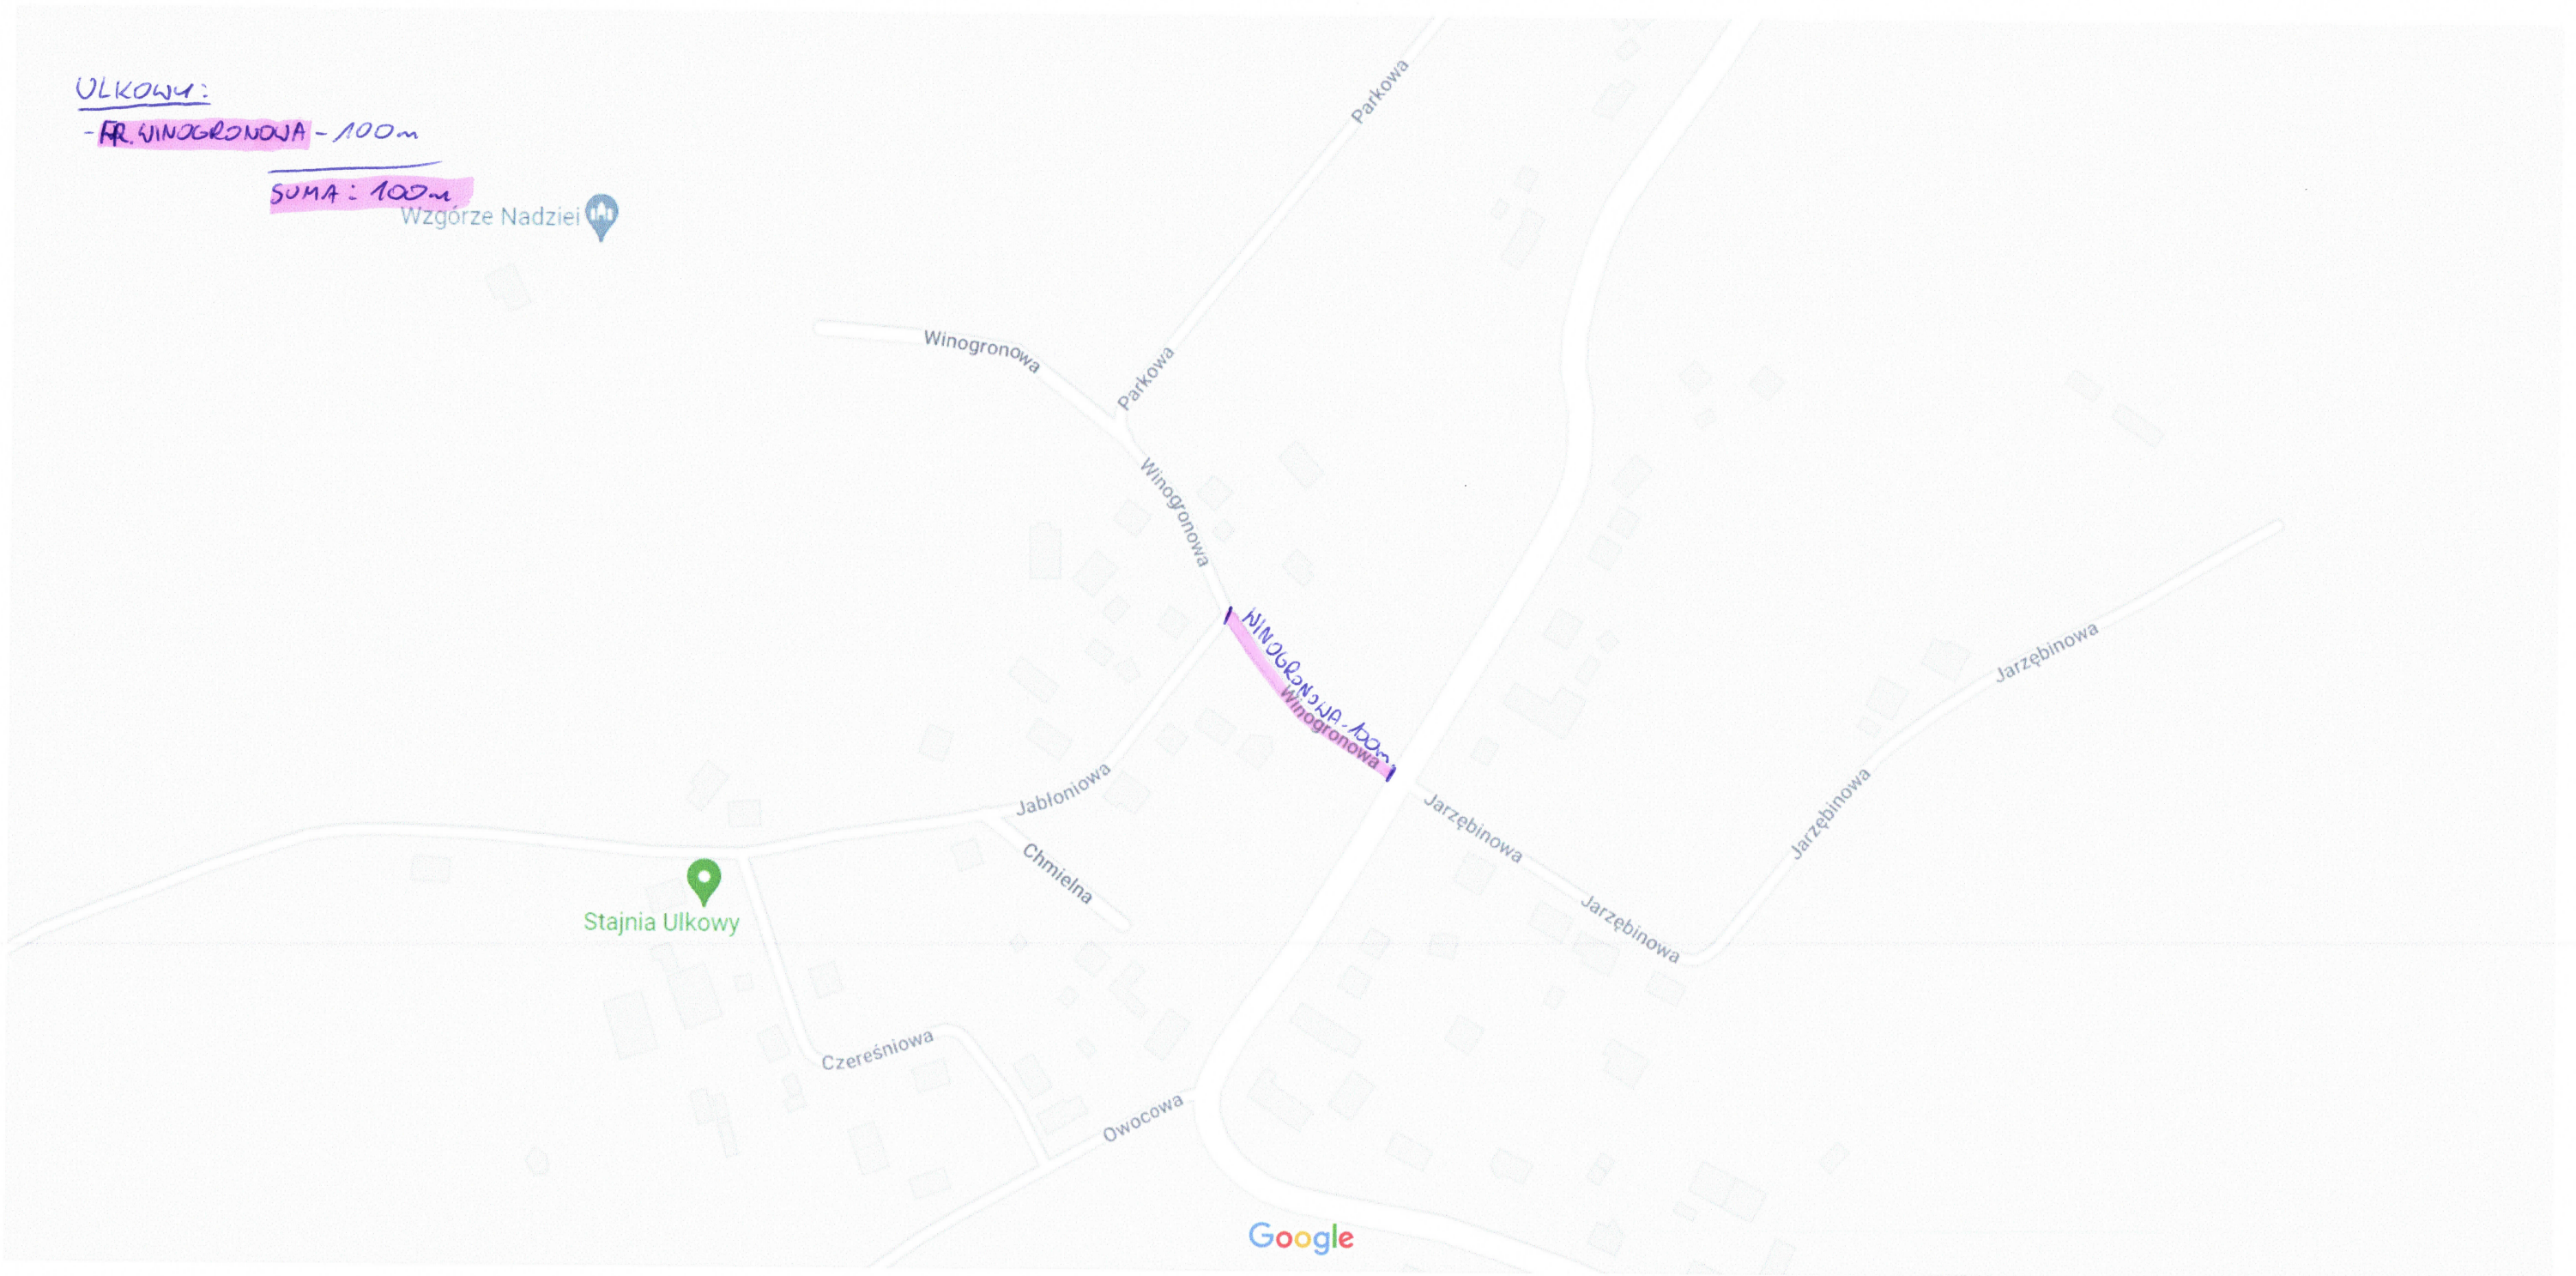 ULKOWY:
- FR. WINOGRONOWA - 100m
SUMA: 100m
Wzgórze Nadziei
Parkowa
Parkowa
Winogronowa
Winogronowa
WINOGRONOWA - 100m
Winogronowa
Jarzębinowa
Jarzębinowa
Jarzębinowa
Jarzębinowa
Jabłoniowa
Chmielna
Stajnia Ulkowy
Czereśniowa
Owocowa
Google